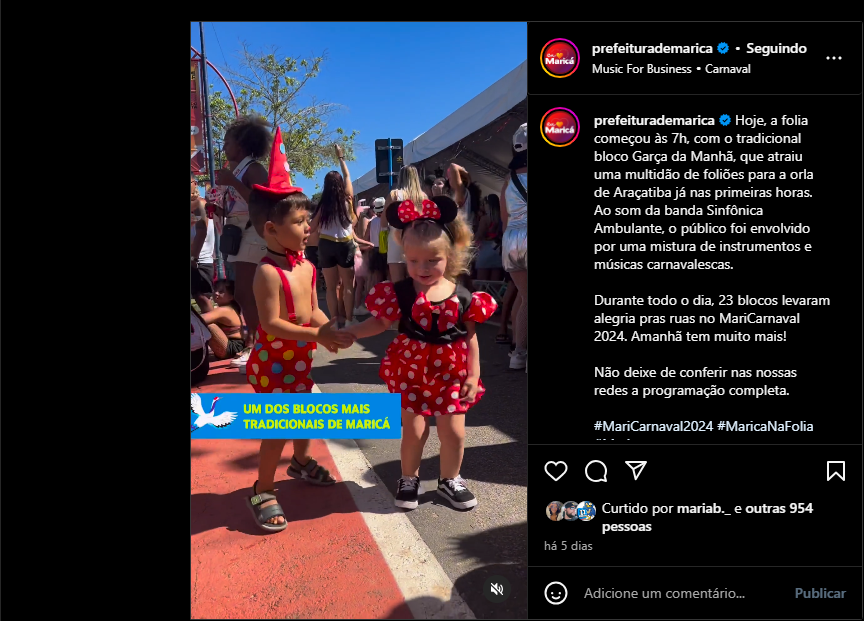 prefeiturademarica • Seguindo
Music For Business • Carnaval
Maricá
Maricá
prefeiturademarica Hoje, a folia
começou às 7h, com o tradicional
bloco Garça da Manhã, que atraiu
uma multidão de foliões para a orla
de Araçatiba já nas primeiras horas.
Ao som da banda Sinfônica
Ambulante, o público foi envolvido
por uma mistura de instrumentos e
músicas carnavalescas.
Durante todo o dia, 23 blocos levaram
alegria pras ruas no MariCarnaval
2024. Amanhã tem muito mais!
Não deixe de conferir nas nossas
redes a programação completa.
#MariCarnaval2024 #MaricaNaFolia
UM DOS BLOCOS MAIS
TRADICIONAIS DE MARICÁ
Curtido por mariab._ e outras 954
pessoas
há 5 dias
Adicione um comentário...
Publicar